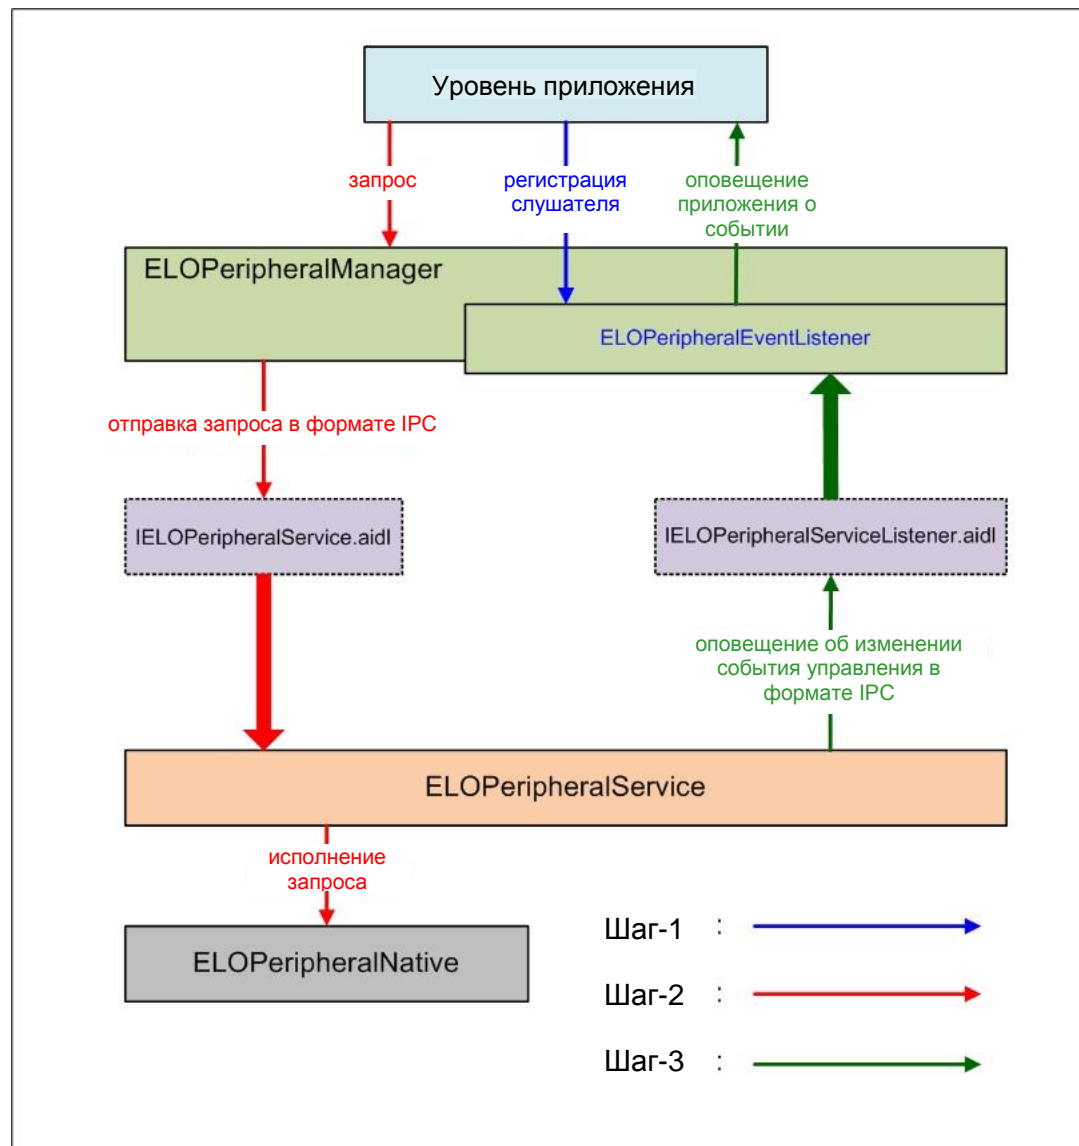 Уровень приложения
запрос
регистрация
слушателя
оповещение
приложения о
событии
ELOPeripheralManager
ELOPeripheralEventListener
отправка запроса в формате IPC
IELOPeripheralService.aidl
IELOPeripheralServiceListener.aidl
оповещение об изменении
события управления в
формате IPC
ELOPeripheralService
исполнение
запроса
ELOPeripheralNative
Шаг-1 :
Шаг-2 :
Шаг-3 :